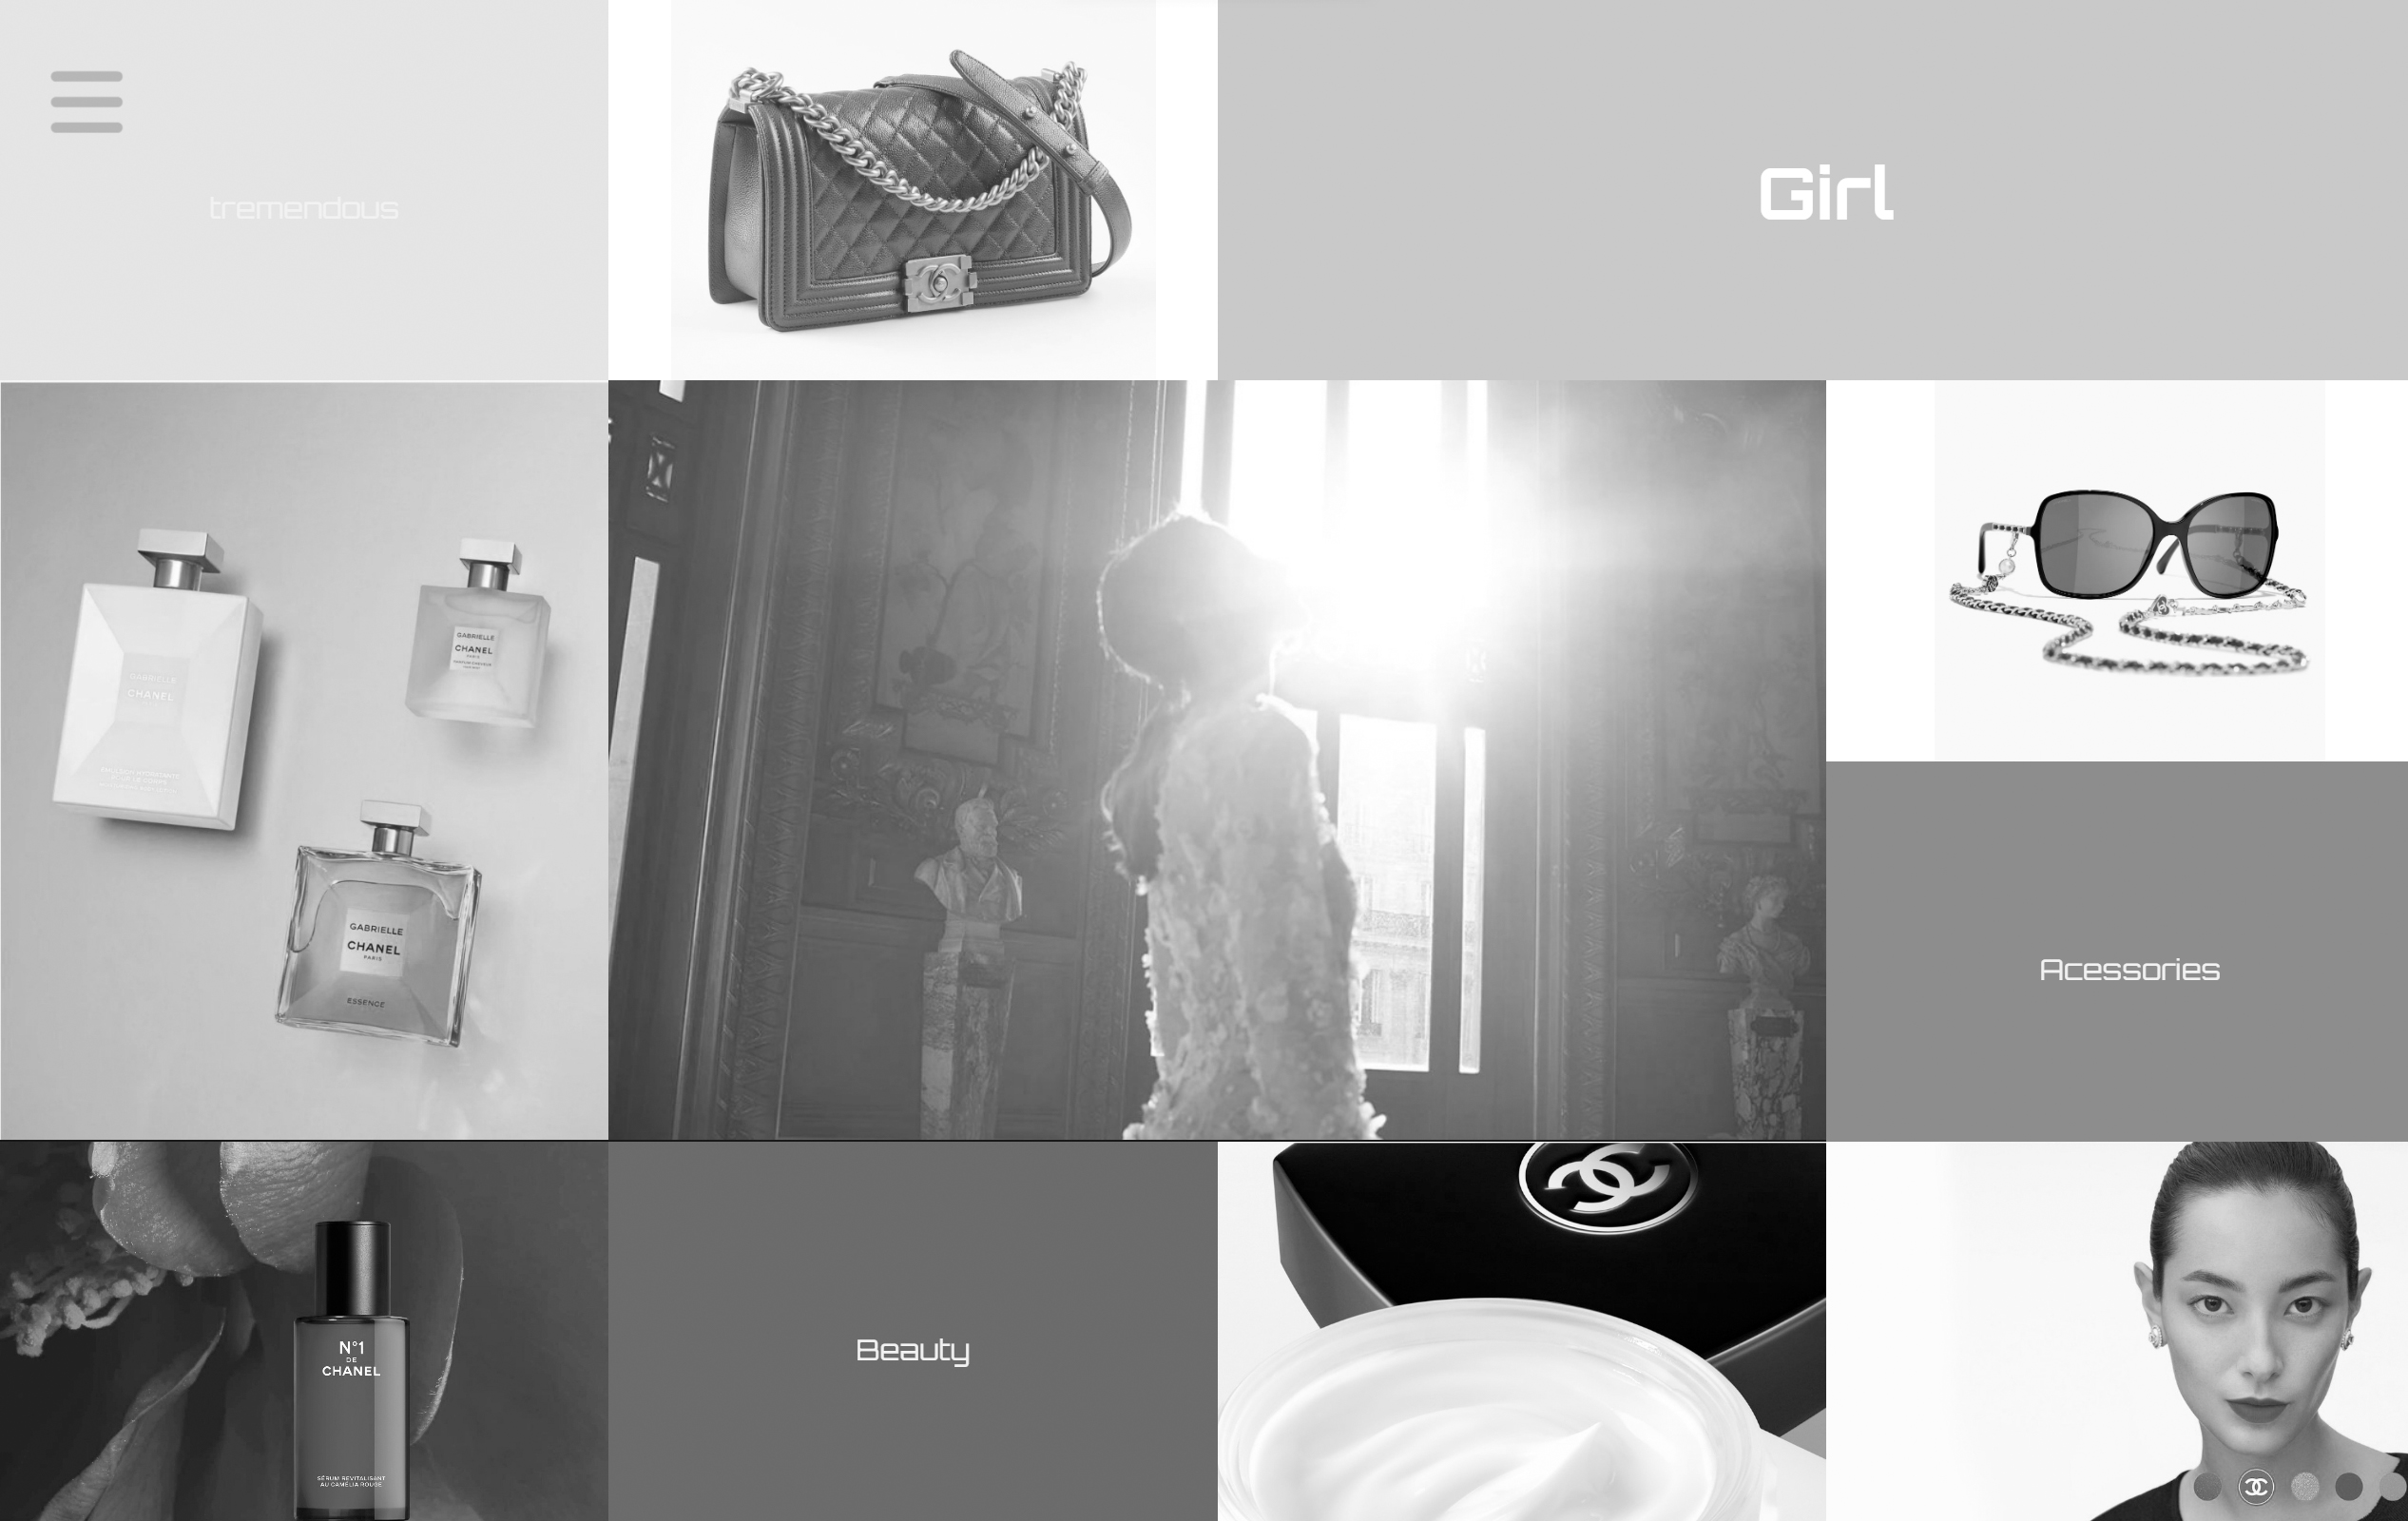 tremendous
Girl
GABRIELLE
CHANEL
GABRIELLE
CHANEL
PARIS
GABRIELLE
CHANEL
PARIS
ESSENCE
Acessories
N°1
DE
CHANEL
SÉRUM REVITALISANT
AU CAMÉLIA ROUGE
Beauty